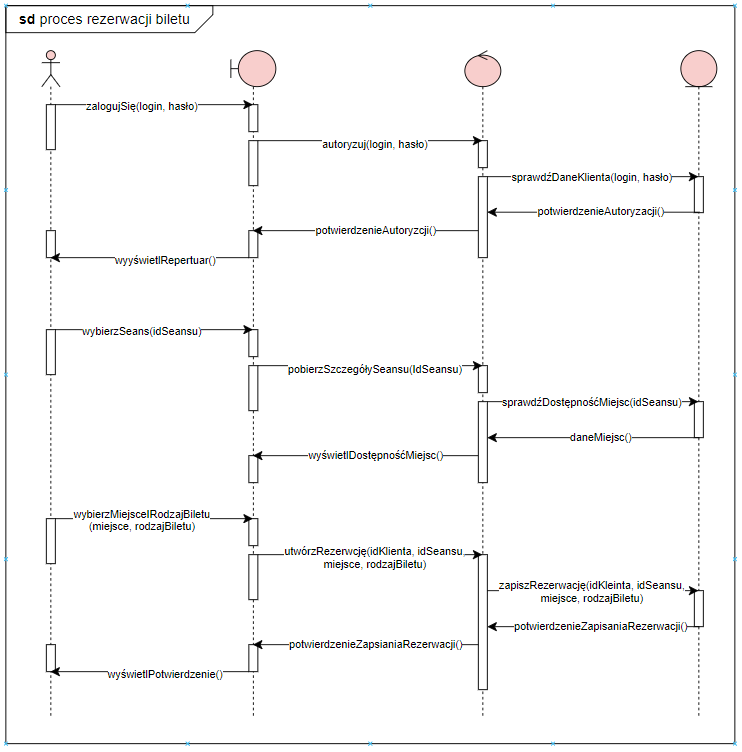 sd proces rezerwacji biletu
zalogujSię(login, hasło)
autoryzuj(login, hasło)
sprawdźDaneKlienta(login, hasło)
potwierdzenieAutoryzacji()
potwierdzenieAutoryzcji()
wyyświetlRepertuar()
wybierzSeans(idSeansu)
pobierzSzczegółySeansu(IdSeansu)
sprawdźDostępnośćMiejsc(idSeansu)
daneMiejsc()
wyświetlDostępnośćMiejsc()
wybierzMiejsceIRodzajBiletu
(miejsce, rodzajBiletu)
utwórzRezerwcję(idKlienta, idSeansu,
miejsce, rodzajBiletu)
zapiszRezerwację(idKleinta, idSeansu,
miejsce, rodzajBiletu)
potwierdzenieZapisaniaRezerwacji()
potwierdzenieZapsianiaRezerwacji()
wyświetlPotwierdzenie()